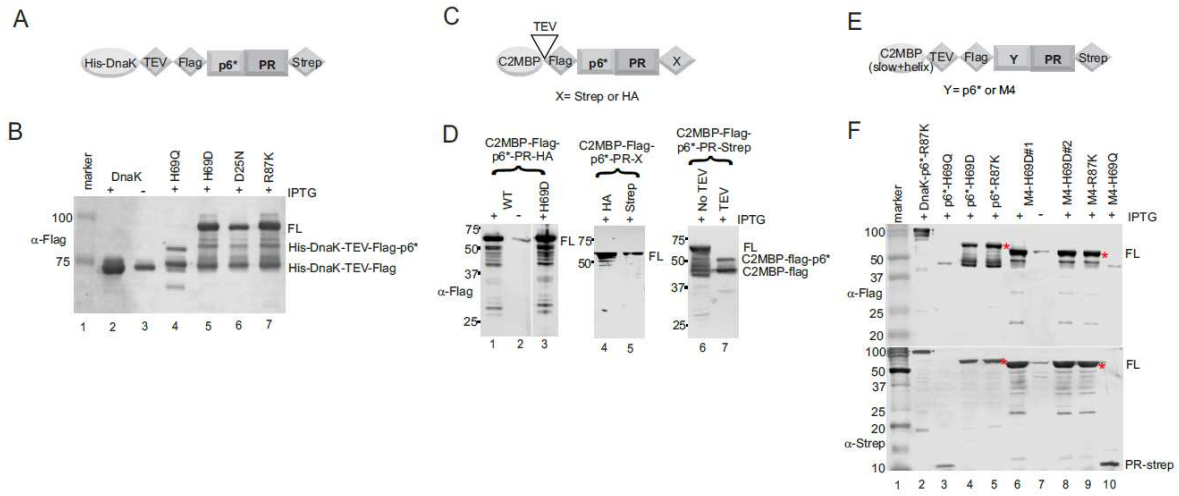 A
His-DnaK TEV Flag p6* PR Strep
B
marker
DnaK
H69Q
H69D
D25N
R87K
+ - + + + + IPTG
100
75
α-Flag
FL
His-DnaK-TEV-Flag-p6*
His-DnaK-TEV-Flag
1 2 3 4 5 6 7
C
TEV
C2MBP Flag p6* PR X
X= Strep or HA
D
C2MBP-Flag-
p6*-PR-HA
C2MBP-Flag-
p6*-PR-X
C2MBP-Flag-
p6*-PR-Strep
WT
H69D
HA
Strep
No TEV
TEV
+ - + + + IPTG + +
75
50
37
25
α-Flag
FL
75
50
FL
75
50
37
25
FL
C2MBP-flag-p6*
C2MBP-flag
1 2 3 4 5 6 7
E
C2MBP
(slow+helix) TEV Flag Y PR Strep
Y= p6* or M4
F
marker
DnaK-p6*-R87K
p6*-H69Q
p6*-H69D
p6*-R87K
M4-H69D#1
M4-H69D#2
M4-R87K
M4-H69Q
+ + + + + - + + + IPTG
100
50
37
α-Flag
25
20
FL
*
*
100
50
37
25
20
α-Strep
10
FL
*
*
PR-strep
1 2 3 4 5 6 7 8 9 10